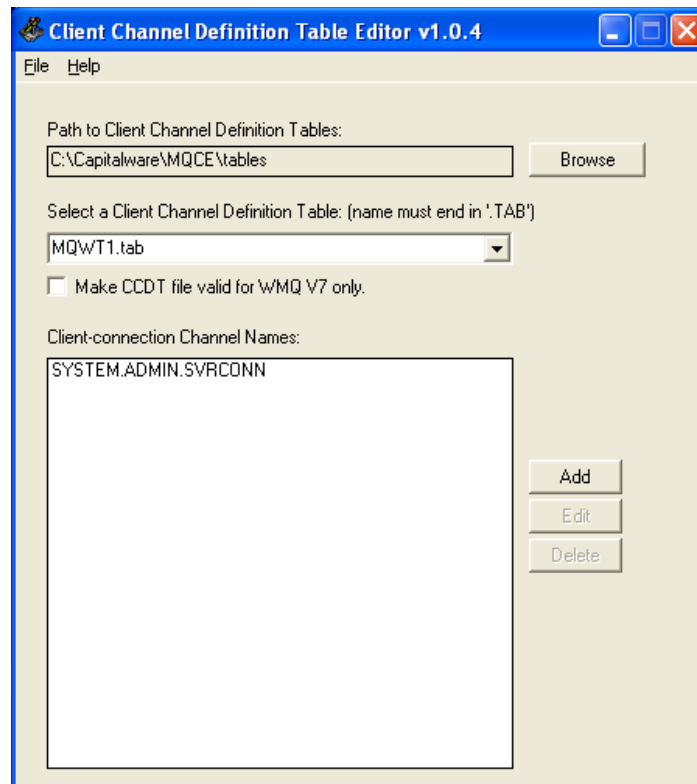 Client Channel Definition Table Editor v1.0.4
File Help
Path to Client Channel Definition Tables:
C:\Capitalware\MQCE\tables
Browse
Select a Client Channel Definition Table: (name must end in '.TAB')
MQWT1.tab
Make CCDT file valid for WMQ V7 only.
Client-connection Channel Names:
SYSTEM.ADMIN.SVRCONN
Add
Edit
Delete